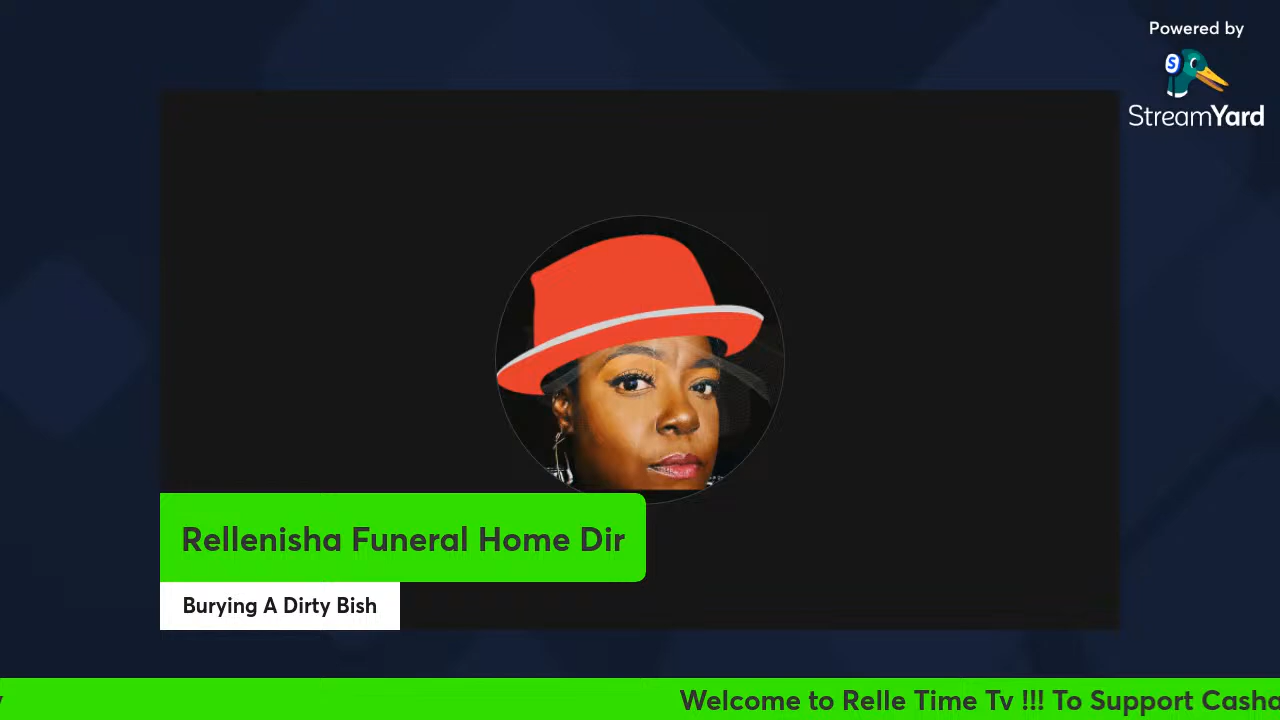 Powered by
S
StreamYard
Rellenisha Funeral Home Dir
Burying A Dirty Bish
Welcome to Relle Time Tv !!! To Support Casha